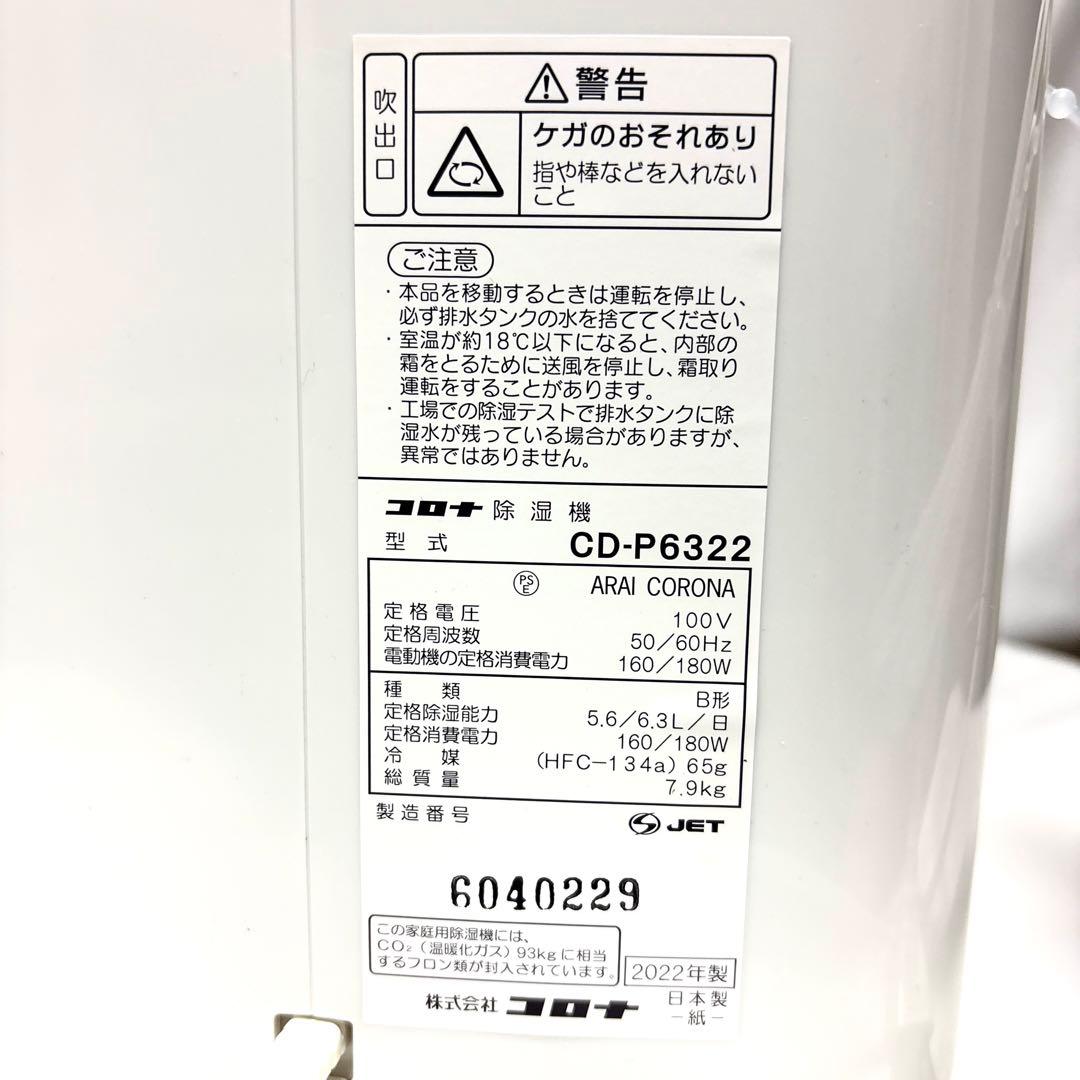 吹出口
警告
ケガのおそれあり
指や棒などを入れない
こと
ご注意
・本品を移動するときは運転を停止し、
必ず排水タンクの水を捨ててください。
・室温が約18℃以下になると、内部の
霜をとるために送風を停止し、霜取り
運転をすることがあります。
・工場での除湿テストで排水タンクに除
湿水が残っている場合がありますが、
異常ではありません。
コロナ 除湿機
型式 CD-P6322
PSE ARAI CORONA
定格電圧 100V
定格周波数 50/60Hz
電動機の定格消費電力 160/180W
種類 B形
定格除湿能力 5.6/6.3L/日
定格消費電力 160/180W
冷媒 (HFC-134a) 65g
総質量 7.9kg
製造番号 JET
6040229
この家庭用除湿機には、
CO₂(温暖化ガス)93kgに相当
するフロン類が封入されています。
2022年製
株式会社 コロナ 日本製
-紙-